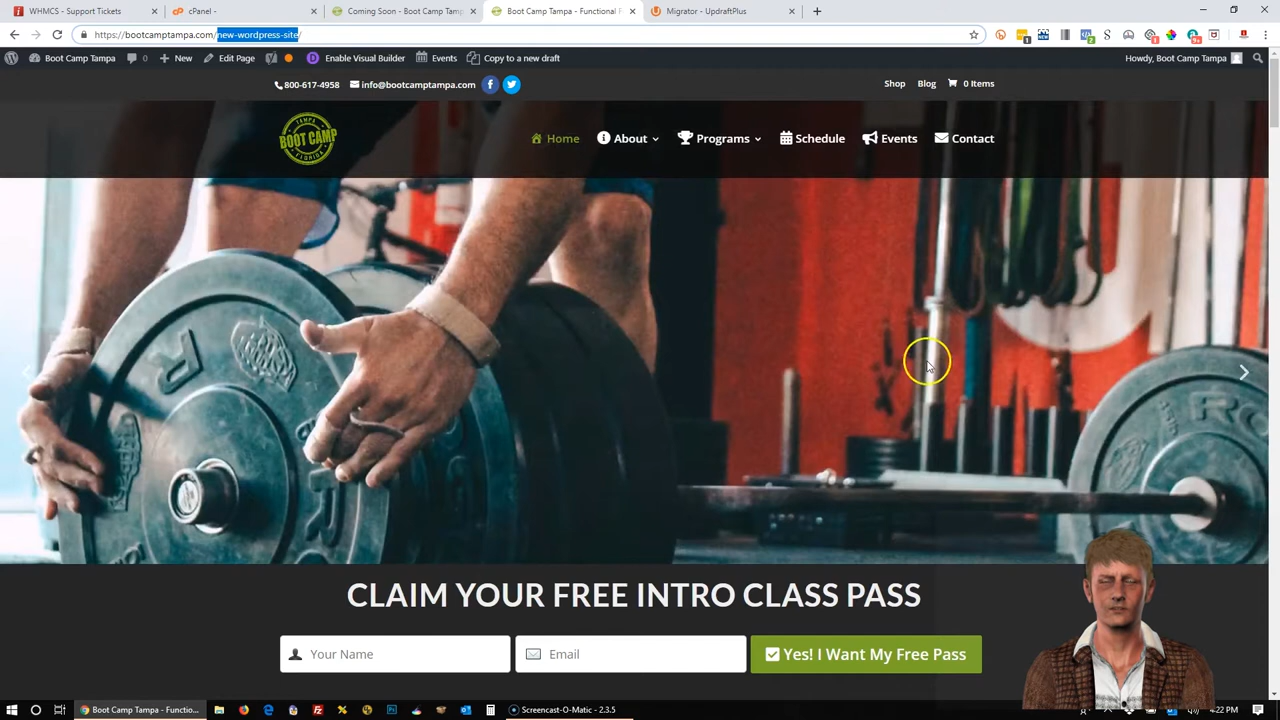 WHMCS - Support Tickets
cPanel -
Coming Soon - Boot Camp Tamp
Boot Camp Tampa - Functional F
Migrator - UpdraftPlus
https://bootcamptampa.com/new-wordpress-site/
Boot Camp Tampa
0
New
Edit Page
Enable Visual Builder
Events
Copy to a new draft
Howdy, Boot Camp Tampa
800-617-4958
info@bootcamptampa.com
Shop
Blog
0 Items
TAMPA
BOOT CAMP
FLORIDA
Home
About
Programs
Schedule
Events
Contact
CLAIM YOUR FREE INTRO CLASS PASS
Your Name
Email
Yes! I Want My Free Pass
Boot Camp Tampa - Functio...
Screencast-O-Matic - 2.3.5
4:22 PM